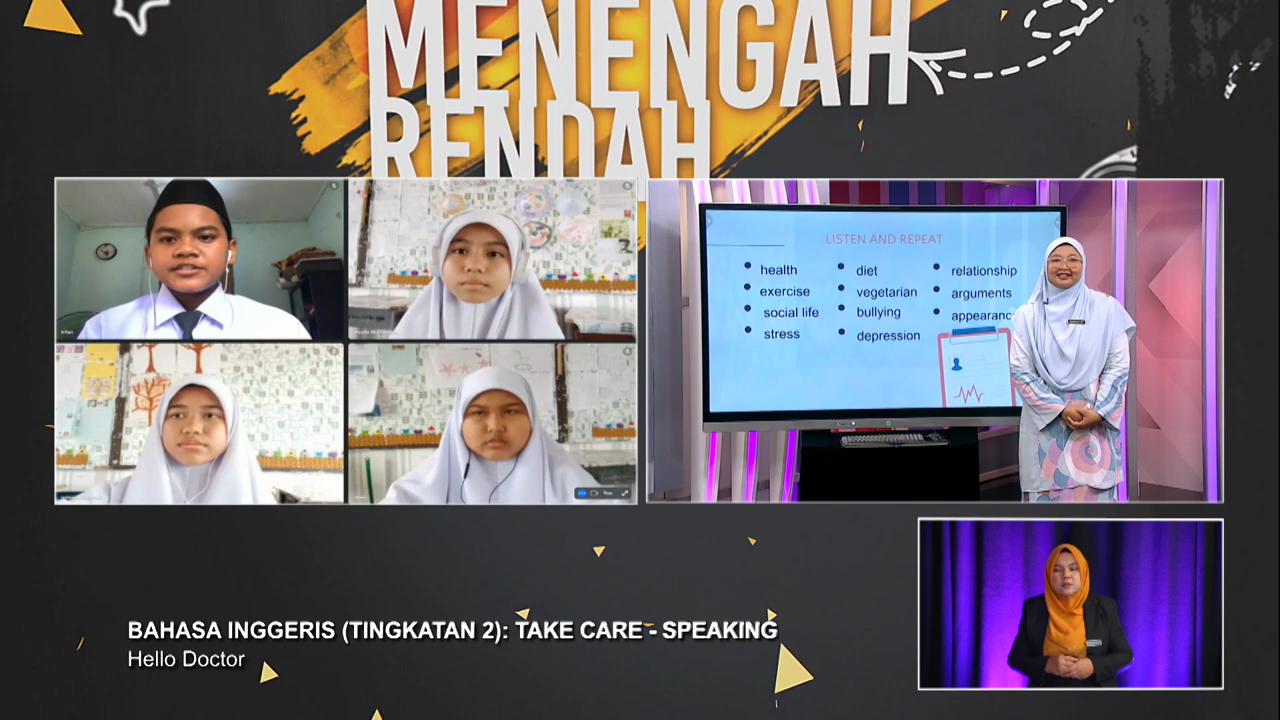 MENENGAH
RENDAH
LISTEN AND REPEAT
health
exercise
social life
stress
diet
vegetarian
bullying
depression
relationship
arguments
appearanc
BAHASA INGGERIS (TINGKATAN 2): TAKE CARE - SPEAKING
Hello Doctor